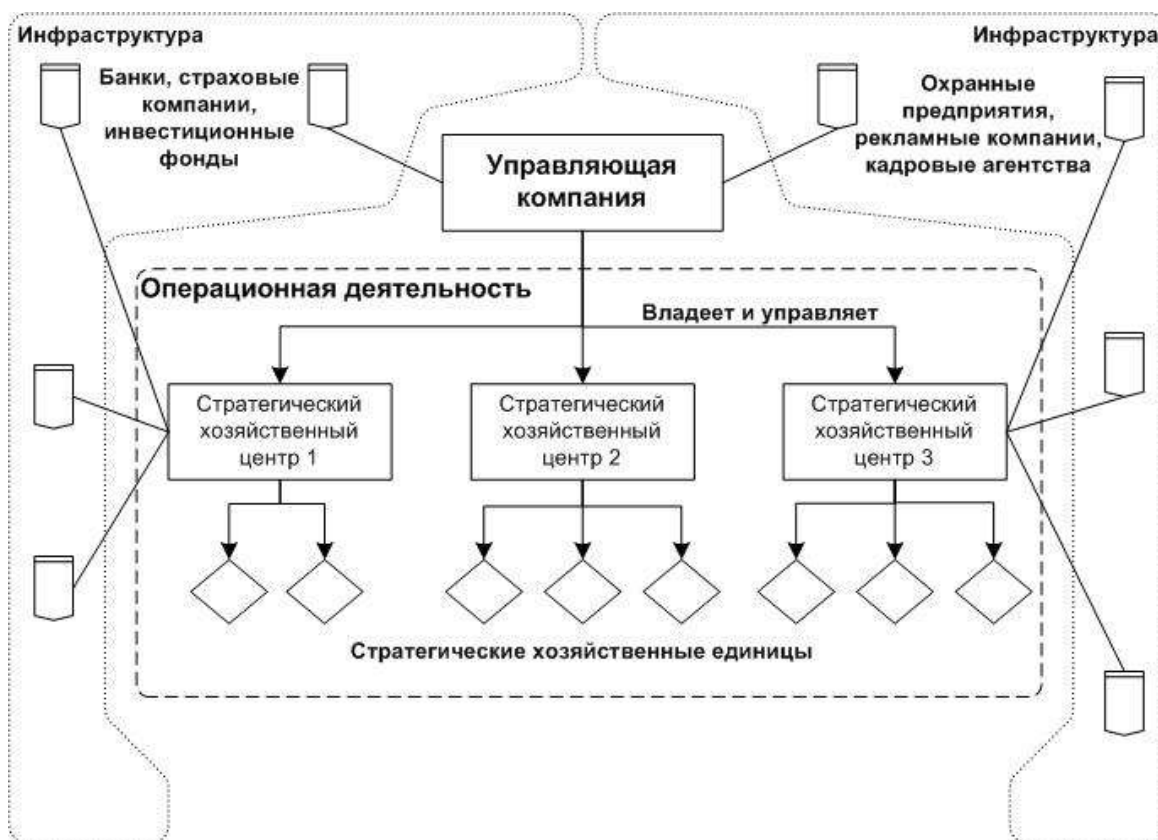 Инфраструктура
Банки, страховые
компании,
инвестиционные
фонды
Инфраструктура
Охранные
предприятия,
рекламные компании,
кадровые агентства
Управляющая
компания
Операционная деятельность
Владеет и управляет
Стратегический
хозяйственный
центр 1
Стратегический
хозяйственный
центр 2
Стратегический
хозяйственный
центр 3
Стратегические хозяйственные единицы